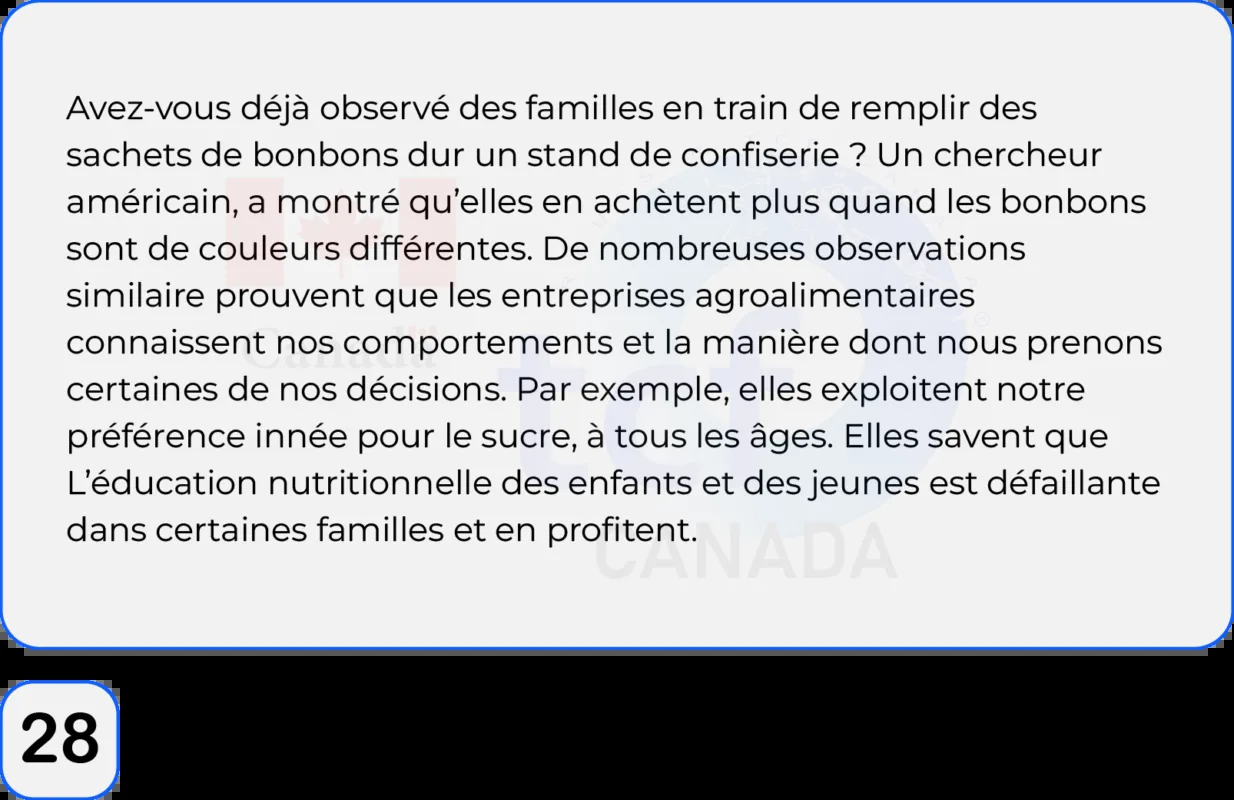 Avez-vous déjà observé des familles en train de remplir des
sachets de bonbons dur un stand de confiserie ? Un chercheur
américain, a montré qu’elles en achètent plus quand les bonbons
sont de couleurs différentes. De nombreuses observations
similaire prouvent que les entreprises agroalimentaires
connaissent nos comportements et la manière dont nous prenons
certaines de nos décisions. Par exemple, elles exploitent notre
préférence innée pour le sucre, à tous les âges. Elles savent que
L’éducation nutritionnelle des enfants et des jeunes est défaillante
dans certaines familles et en profitent.
Canada
tcf
CANADA
28